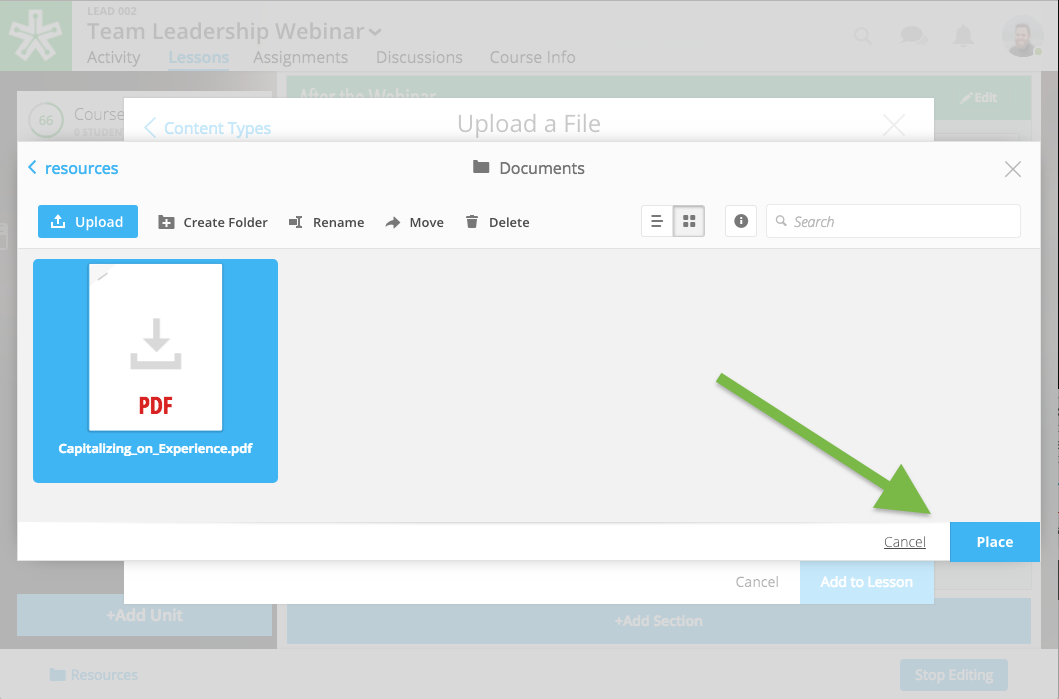 LEAD 002
Team Leadership Webinar
Activity Lessons Assignments Discussions Course Info
After the Webinar
Edit
66
Course
0 STUDENT
Content Types
Upload a File
resources
Documents
Upload Create Folder Rename Move Delete Search
PDF
Capitalizing_on_Experience.pdf
Cancel Place
Cancel Add to Lesson
+Add Unit
+Add Section
Resources
Stop Editing